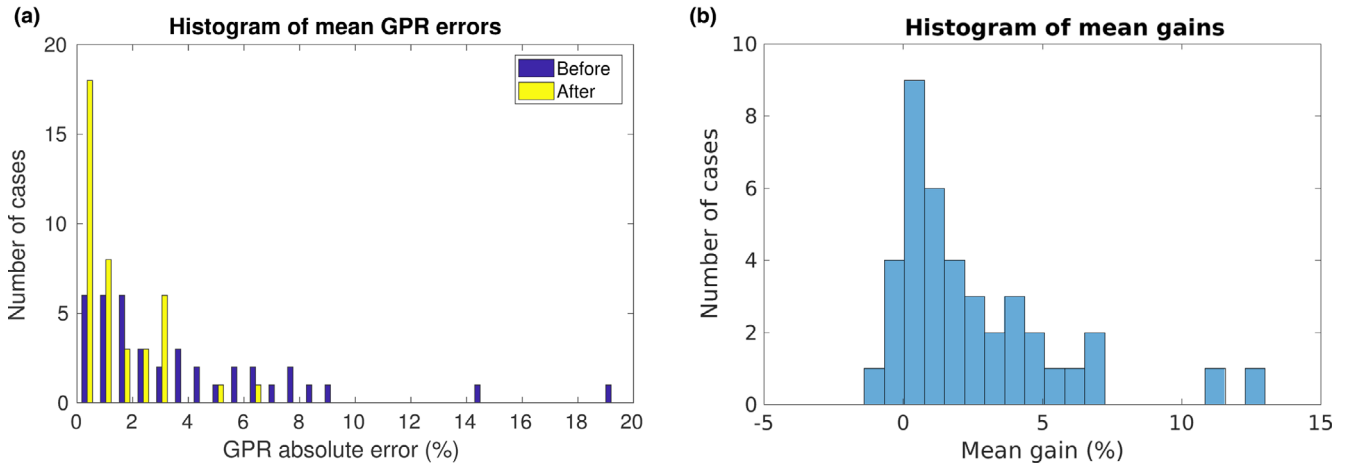 (a)
Histogram of mean GPR errors
20
15
10
5
0
Number of cases
Before
After
0 2 4 6 8 10 12 14 16 18 20
GPR absolute error (%)
(b)
Histogram of mean gains
10
8
6
4
2
0
Number of cases
-5 0 5 10 15
Mean gain (%)